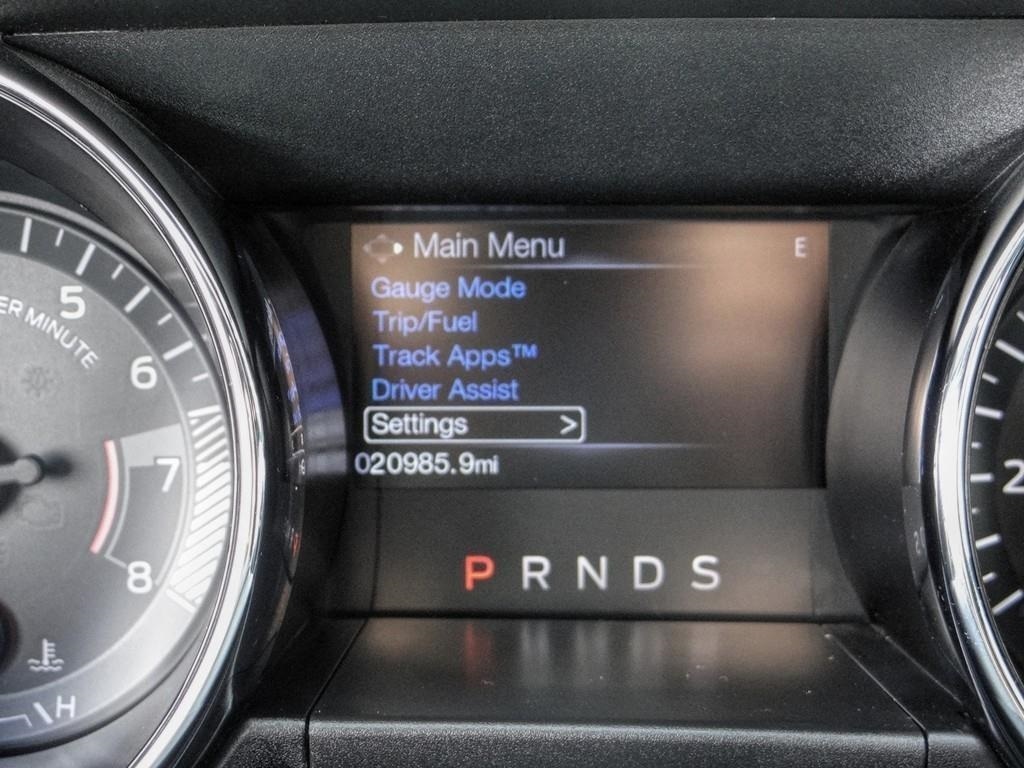 Main Menu E
Gauge Mode
Trip/Fuel
Track Apps™
Driver Assist
Settings >
020985.9mi
P R N D S
5
ER MINUTE
6
7
8
H
2